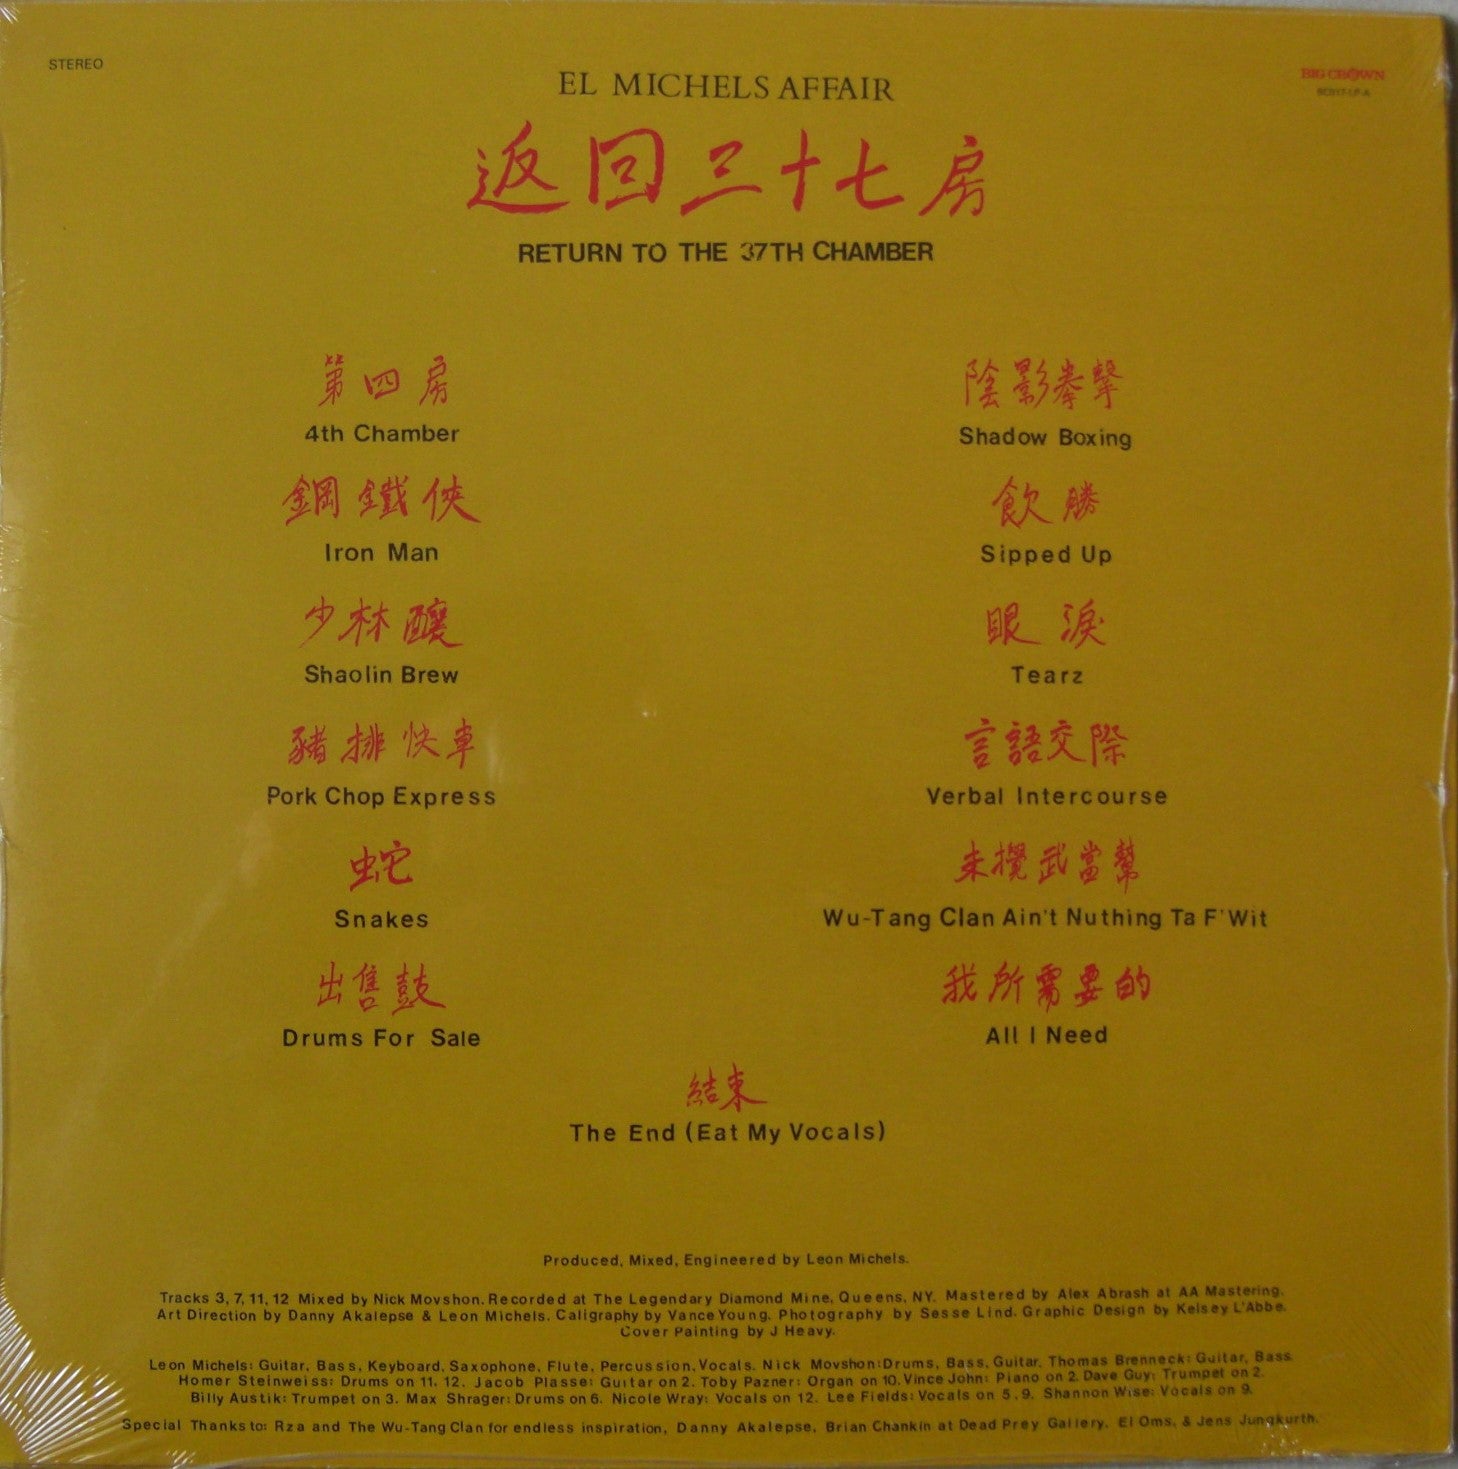 STEREO
EL MICHELS AFFAIR
BIG CROWN
BC017-LP-A
返回三十七房
RETURN TO THE 37TH CHAMBER
第四房
4th Chamber
鋼鐵俠
Iron Man
少林釀
Shaolin Brew
豬排快車
Pork Chop Express
蛇
Snakes
出售鼓
Drums For Sale
陰影拳擊
Shadow Boxing
飲勝
Sipped Up
眼淚
Tearz
言語交際
Verbal Intercourse
未攪武當幫
Wu-Tang Clan Ain't Nuthing Ta F'Wit
我所需要的
All I Need
結束
The End (Eat My Vocals)
Produced, Mixed, Engineered by Leon Michels.
Tracks 3, 7, 11, 12 Mixed by Nick Movshon. Recorded at The Legendary Diamond Mine, Queens, NY. Mastered by Alex Abrash at AA Mastering.
Art Direction by Danny Akalepse & Leon Michels. Caligraphy by Vance Young. Photography by Sesse Lind. Graphic Design by Kelsey L'Abbe.
Cover Painting by J Heavy.
Leon Michels: Guitar, Bass, Keyboard, Saxophone, Flute, Percussion, Vocals. Nick Movshon: Drums, Bass, Guitar. Thomas Brenneck: Guitar, Bass.
Homer Steinweiss: Drums on 11, 12. Jacob Plasse: Guitar on 2. Toby Pazner: Organ on 10. Vince John: Piano on 2. Dave Guy: Trumpet on 2.
Billy Austik: Trumpet on 3. Max Shrager: Drums on 6. Nicole Wray: Vocals on 12. Lee Fields: Vocals on 5, 9. Shannon Wise: Vocals on 9.
Special Thanks to: Rza and The Wu-Tang Clan for endless inspiration, Danny Akalepse, Brian Chankin at Dead Prey Gallery, El Oms, & Jens Jungkurth.